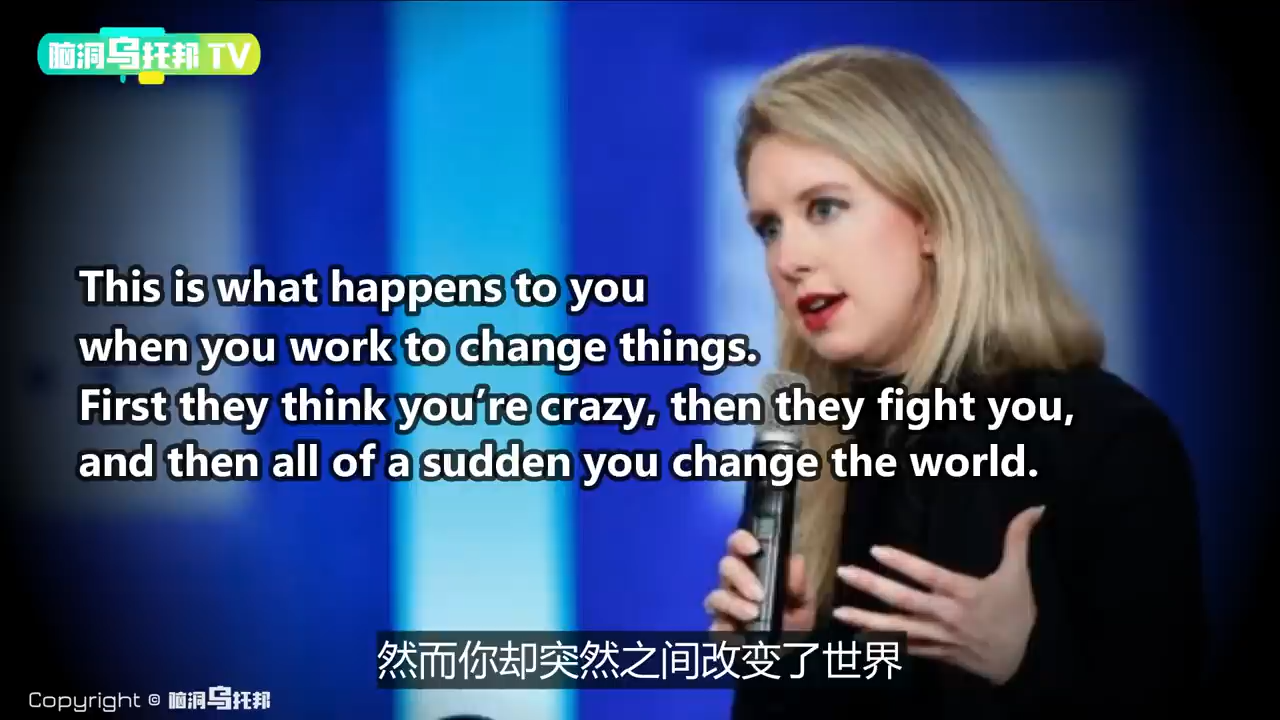 脑洞乌托邦 TV
This is what happens to you
when you work to change things.
First they think you’re crazy, then they fight you,
and then all of a sudden you change the world.
然而你却突然之间改变了世界
Copyright © 脑洞乌托邦